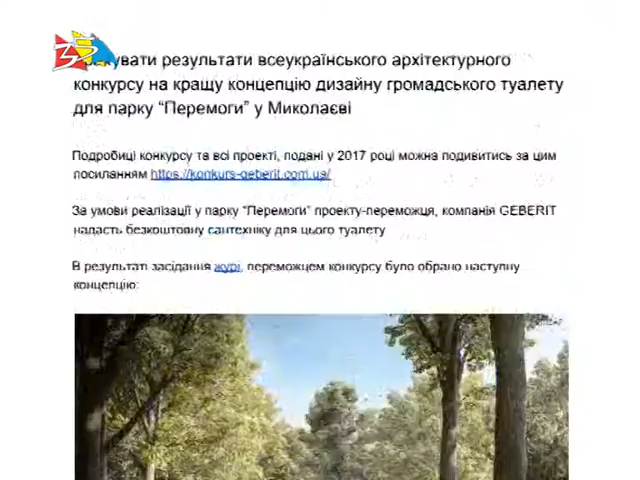 результати всеукраїнського архітектурного
конкурсу на кращу концепцію дизайну громадського туалету
для парку “Перемоги” у Миколаєві
Подробиці конкурсу та всі проекті, подані у 2017 році можна подивитись за цим
посиланням https://konkurs-geberit.com.ua/
За умови реалізації у парку “Перемоги” проекту-переможця, компанія GEBERIT
надасть безкоштовну сантехніку для цього туалету
В результаті засідання журі, переможцем конкурсу було обрано наступну
концепцію: